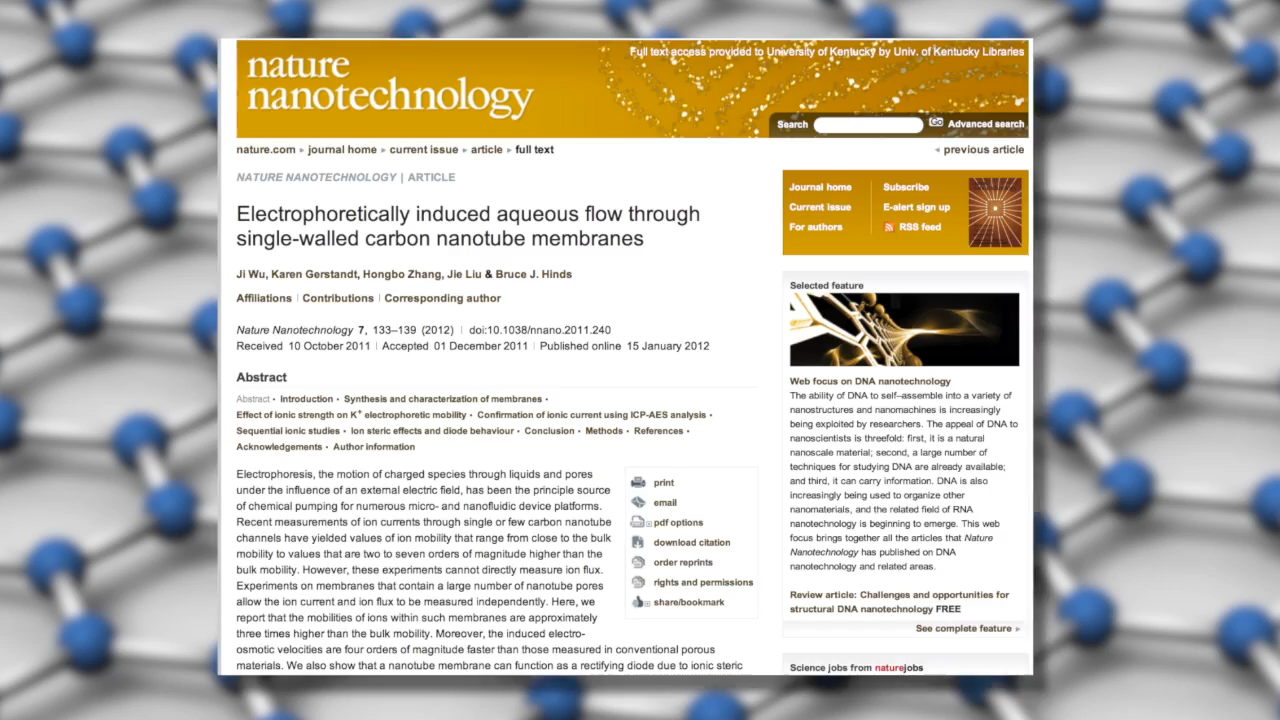 Full text access provided to University of Kentucky by Univ. of Kentucky Libraries
nature
nanotechnology
Search Go Advanced search
nature.com ▸ journal home ▸ current issue ▸ article ▸ full text
◂ previous article
NATURE NANOTECHNOLOGY | ARTICLE
Electrophoretically induced aqueous flow through
single-walled carbon nanotube membranes
Ji Wu, Karen Gerstandt, Hongbo Zhang, Jie Liu & Bruce J. Hinds
Affiliations | Contributions | Corresponding author
Nature Nanotechnology 7, 133–139 (2012) | doi:10.1038/nnano.2011.240
Received 10 October 2011 | Accepted 01 December 2011 | Published online 15 January 2012
Abstract
Abstract • Introduction • Synthesis and characterization of membranes •
Effect of ionic strength on K+ electrophoretic mobility • Confirmation of ionic current using ICP-AES analysis •
Sequential ionic studies • Ion steric effects and diode behaviour • Conclusion • Methods • References •
Acknowledgements • Author information
Electrophoresis, the motion of charged species through liquids and pores
under the influence of an external electric field, has been the principle source
of chemical pumping for numerous micro- and nanofluidic device platforms.
Recent measurements of ion currents through single or few carbon nanotube
channels have yielded values of ion mobility that range from close to the bulk
mobility to values that are two to seven orders of magnitude higher than the
bulk mobility. However, these experiments cannot directly measure ion flux.
Experiments on membranes that contain a large number of nanotube pores
allow the ion current and ion flux to be measured independently. Here, we
report that the mobilities of ions within such membranes are approximately
three times higher than the bulk mobility. Moreover, the induced electro-
osmotic velocities are four orders of magnitude faster than those measured in conventional porous
materials. We also show that a nanotube membrane can function as a rectifying diode due to ionic steric
print
email
pdf options
download citation
order reprints
rights and permissions
share/bookmark
Journal home
Current issue
For authors
Subscribe
E-alert sign up
RSS feed
Selected feature
Web focus on DNA nanotechnology
The ability of DNA to self–assemble into a variety of
nanostructures and nanomachines is increasingly
being exploited by researchers. The appeal of DNA to
nanoscientists is threefold: first, it is a natural
nanoscale material; second, a large number of
techniques for studying DNA are already available;
and third, it can carry information. DNA is also
increasingly being used to organize other
nanomaterials, and the related field of RNA
nanotechnology is beginning to emerge. This web
focus brings together all the articles that Nature
Nanotechnology has published on DNA
nanotechnology and related areas.
Review article: Challenges and opportunities for
structural DNA nanotechnology FREE
See complete feature ▸
Science jobs from naturejobs